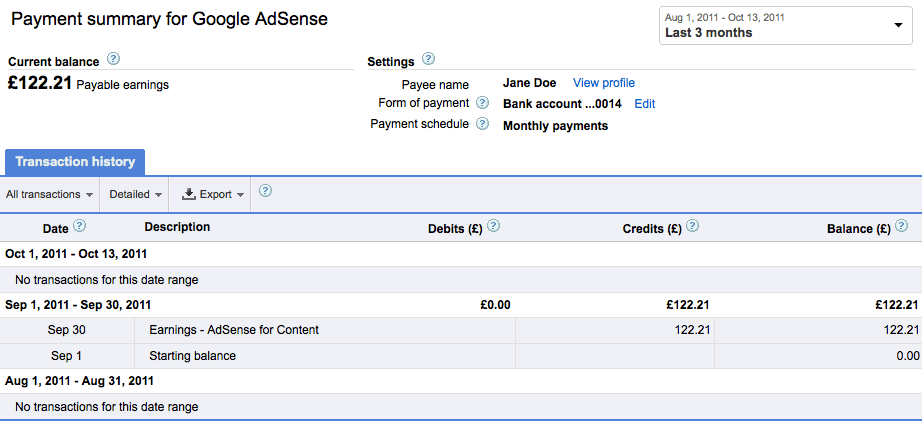 Payment summary for Google AdSense
Aug 1, 2011 - Oct 13, 2011
Last 3 months
Current balance ?
£122.21 Payable earnings
Settings ?
Payee name Jane Doe View profile
Form of payment ? Bank account ...0014 Edit
Payment schedule ? Monthly payments
Transaction history
All transactions Detailed Export ?
Date ? Description Debits (£) ? Credits (£) ? Balance (£) ?
Oct 1, 2011 - Oct 13, 2011
No transactions for this date range
Sep 1, 2011 - Sep 30, 2011 £0.00 £122.21 £122.21
Sep 30 Earnings - AdSense for Content 122.21 122.21
Sep 1 Starting balance 0.00
Aug 1, 2011 - Aug 31, 2011
No transactions for this date range